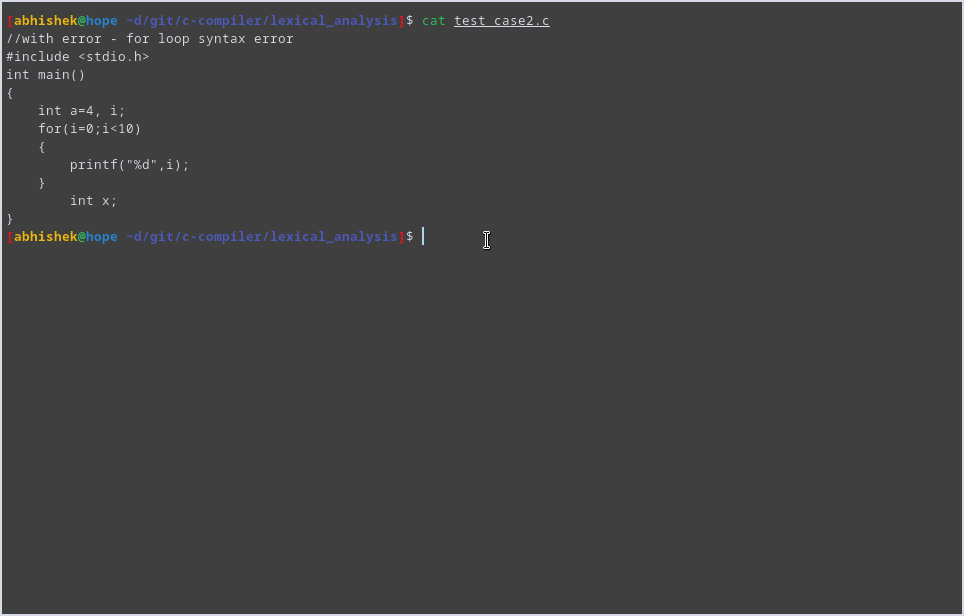 [abhishek@hope ~d/git/c-compiler/lexical_analysis]$ cat test_case2.c
//with error - for loop syntax error
#include <stdio.h>
int main()
{
    int a=4, i;
    for(i=0;i<10)
    {
        printf("%d",i);
    }
        int x;
}
[abhishek@hope ~d/git/c-compiler/lexical_analysis]$